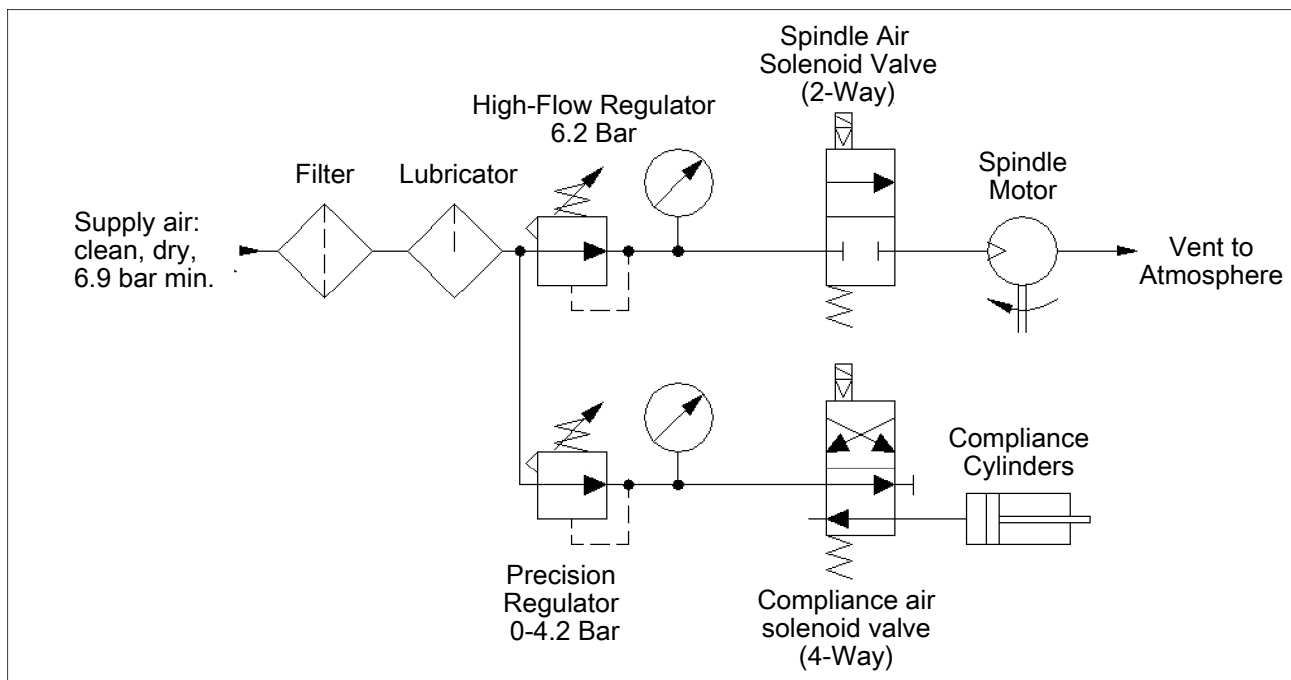 Spindle Air
Solenoid Valve
(2-Way)
High-Flow Regulator
6.2 Bar
Spindle
Motor
Filter
Lubricator
Supply air:
clean, dry,
6.9 bar min.
Vent to
Atmosphere
Compliance
Cylinders
Precision
Regulator
0-4.2 Bar
Compliance air
solenoid valve
(4-Way)